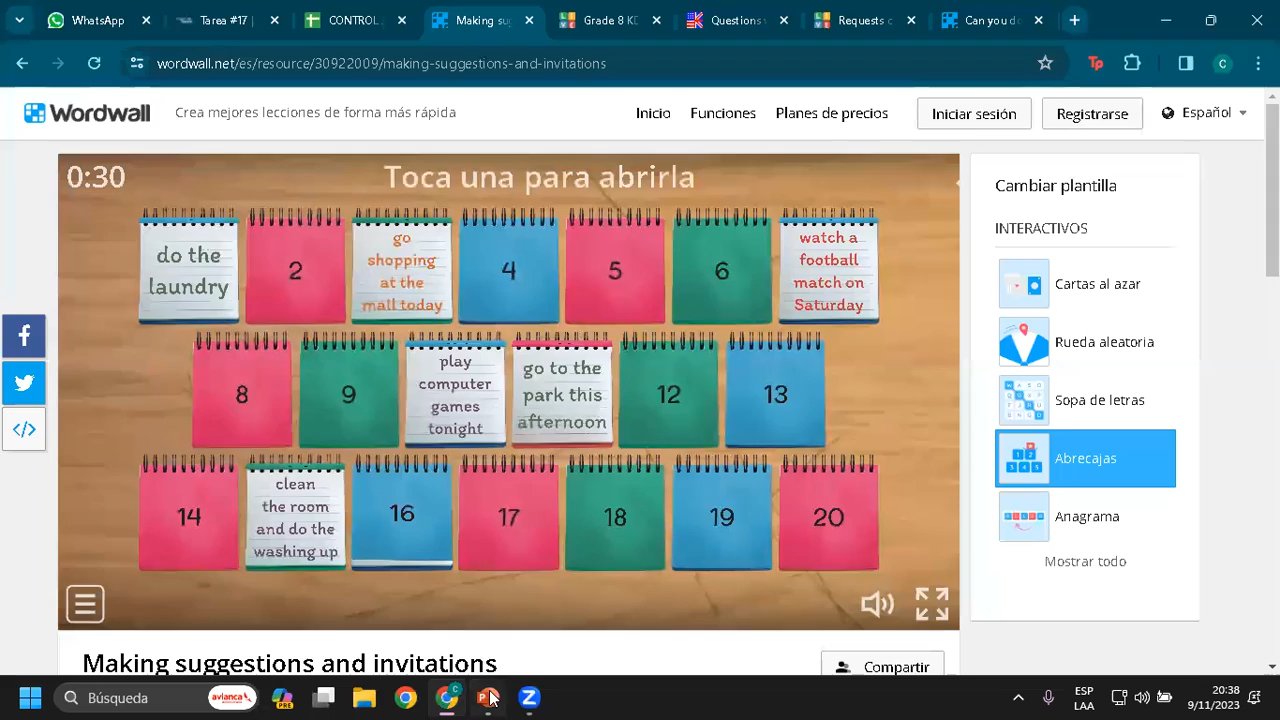 WhatsApp
Tarea #17 |
CONTROL
Making su
Grade 8 KD
Questions v
Requests c
Can you d
wordwall.net/es/resource/30922009/making-suggestions-and-invitations
Tp
C
Wordwall
Crea mejores lecciones de forma más rápida
Inicio
Funciones
Planes de precios
Iniciar sesión
Registrarse
Español
0:30
Toca una para abrirla
do the
laundry
2
go
shopping
at the
mall today
4
5
6
watch a
football
match on
Saturday
8
9
play
computer
games
tonight
go to the
park this
afternoon
12
13
14
clean
the room
and do the
washing up
16
17
18
19
20
Cambiar plantilla
INTERACTIVOS
Cartas al azar
Rueda aleatoria
Sopa de letras
Abrecajas
Anagrama
Mostrar todo
Making suggestions and invitations
Compartir
Búsqueda
avianca
PRE
ESP
LAA
20:38
9/11/2023